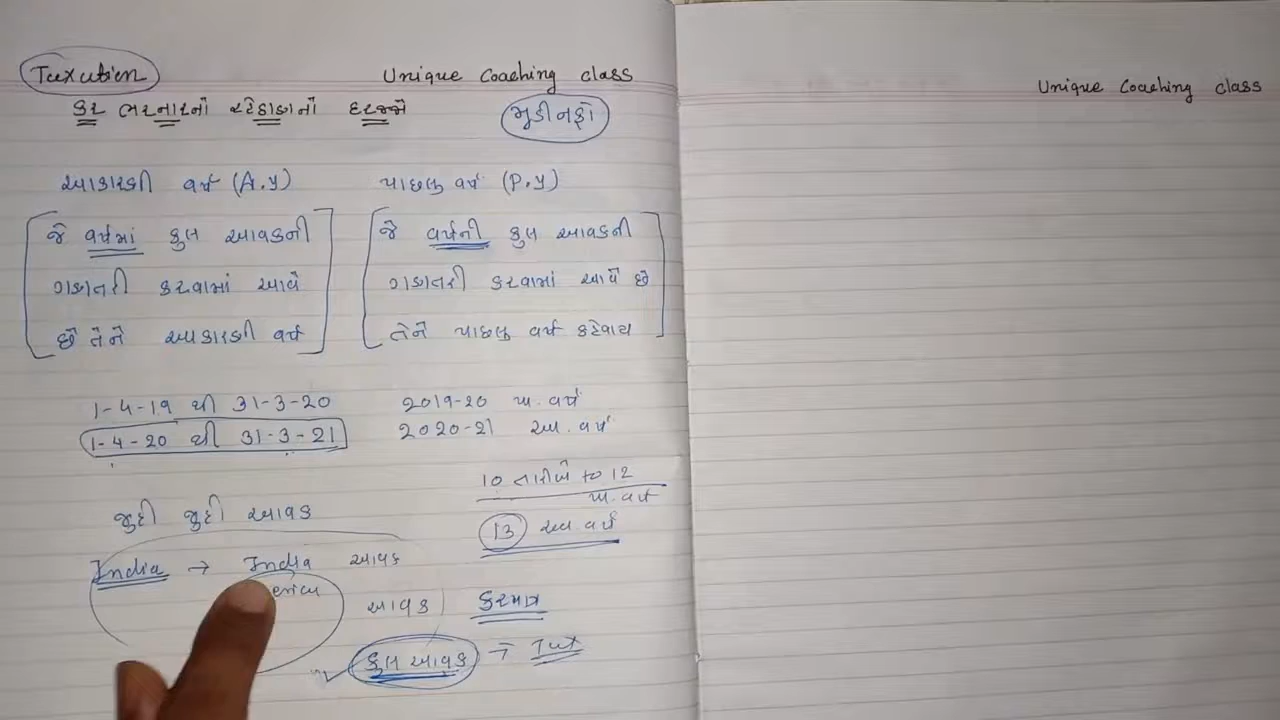 Taxation Unique Coaching Class
કર ભરનારનો રહેઠાણનો દરજ્જો મુડીનફો
આકારણી વર્ષ (A.Y) પાછલુ વર્ષ (P.Y)
જે વર્ષમાં કુલ આવકની જે વર્ષની કુલ આવકની
ગણતરી કરવામાં આવે ગણતરી કરવામાં આવે છે
છે તેને આકારણી વર્ષ તેને પાછલુ વર્ષ કહેવાય
1-4-19 થી 31-3-20 2019-20 પા. વર્ષ
1-4-20 થી 31-3-21 2020-21 આ. વર્ષ
10 તારીખે to 12
પા. વર્ષ
જુદી જુદી આવક 13 આ. વર્ષ
India → India આવક
આવક કરમાત્ર
કુલ આવક → Tax
Unique Coaching Class